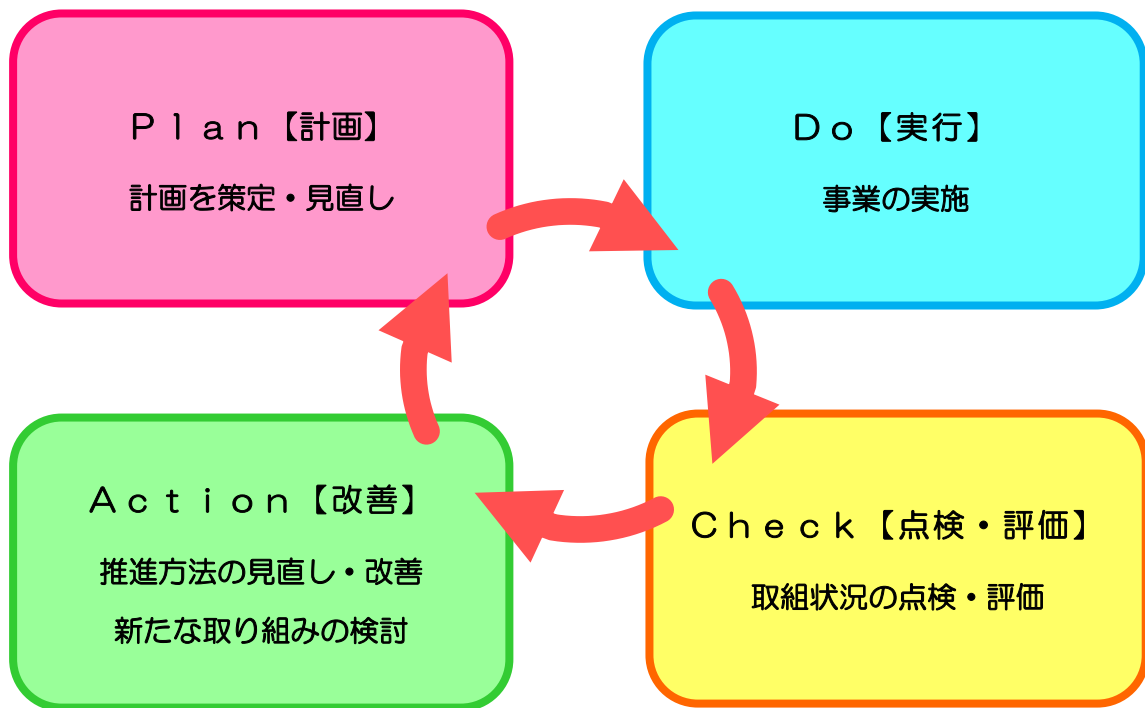 Ｐｌａｎ【計画】
計画を策定・見直し
Ｄｏ【実行】
事業の実施
Ａｃｔｉｏｎ【改善】
推進方法の見直し・改善
新たな取り組みの検討
Ｃｈｅｃｋ【点検・評価】
取組状況の点検・評価